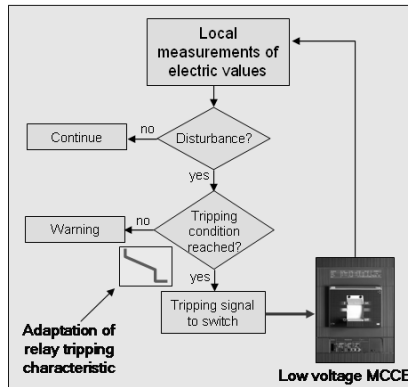 Local
measurements of
electric values
Continue
no
Disturbance?
yes
Warning
no
Tripping
condition
reached?
yes
Tripping signal
to switch
Adaptation of
relay tripping
characteristic
Low voltage MCCB